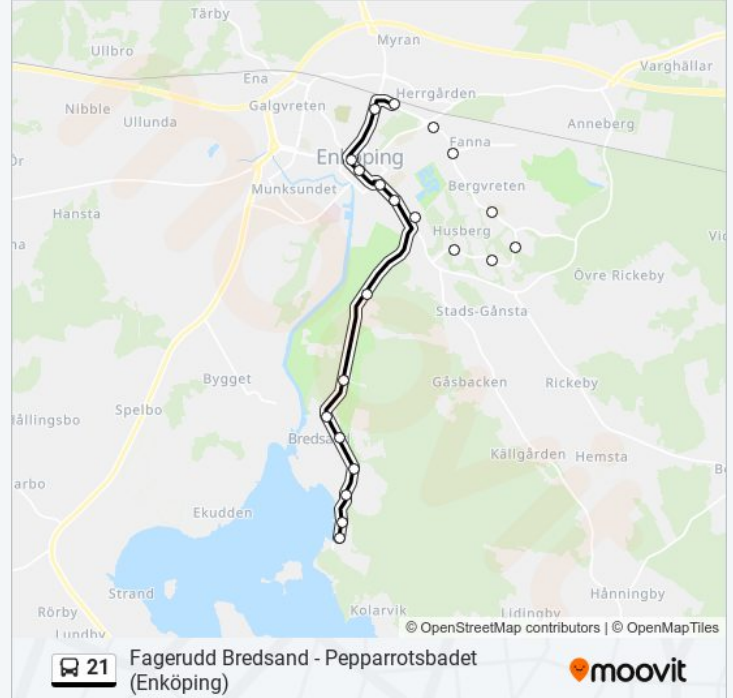 Tärby
Myran
Ullbro
Varghällar
Ena
Herrgården
Nibble
Galgvreten
Ullunda
Anneberg
Fanna
Enköping
Munksundet
Bergvreten
Hansta
Husberg
Övre Rickeby
Stads-Gånsta
Bygget
Gåsbacken
Rickeby
Spelbo
Källgården
Hemsta
Ekudden
Strand
Hånningby
Rörby
Kolarvik
Lidingby
Lundby
© OpenStreetMap contributors | © OpenMapTiles
21
Fagerudd Bredsand - Pepparrotsbadet
(Enköping)
moovit